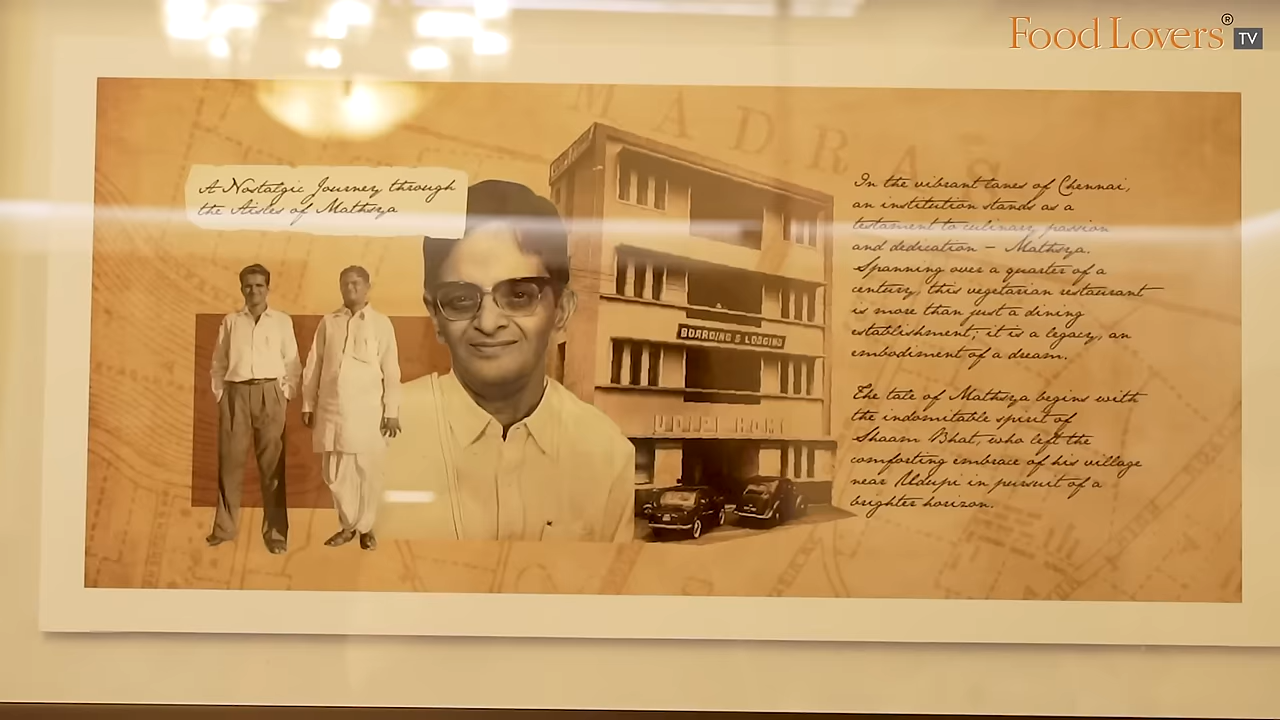 Food Lovers® TV
MADRAS
A Nostalgic Journey through
the Aisles of Mathsya
BOARDING & LODGING
UDIPI HOME
In the vibrant lanes of Chennai,
an institution stands as a
testament to culinary passion
and dedication – Mathsya.
Spanning over a quarter of a
century, this vegetarian restaurant
is more than just a dining
establishment; it is a legacy, an
embodiment of a dream.
The tale of Mathsya begins with
the indomitable spirit of
Shaam Bhat, who left the
comforting embrace of his village
near Udupi in pursuit of a
brighter horizon.